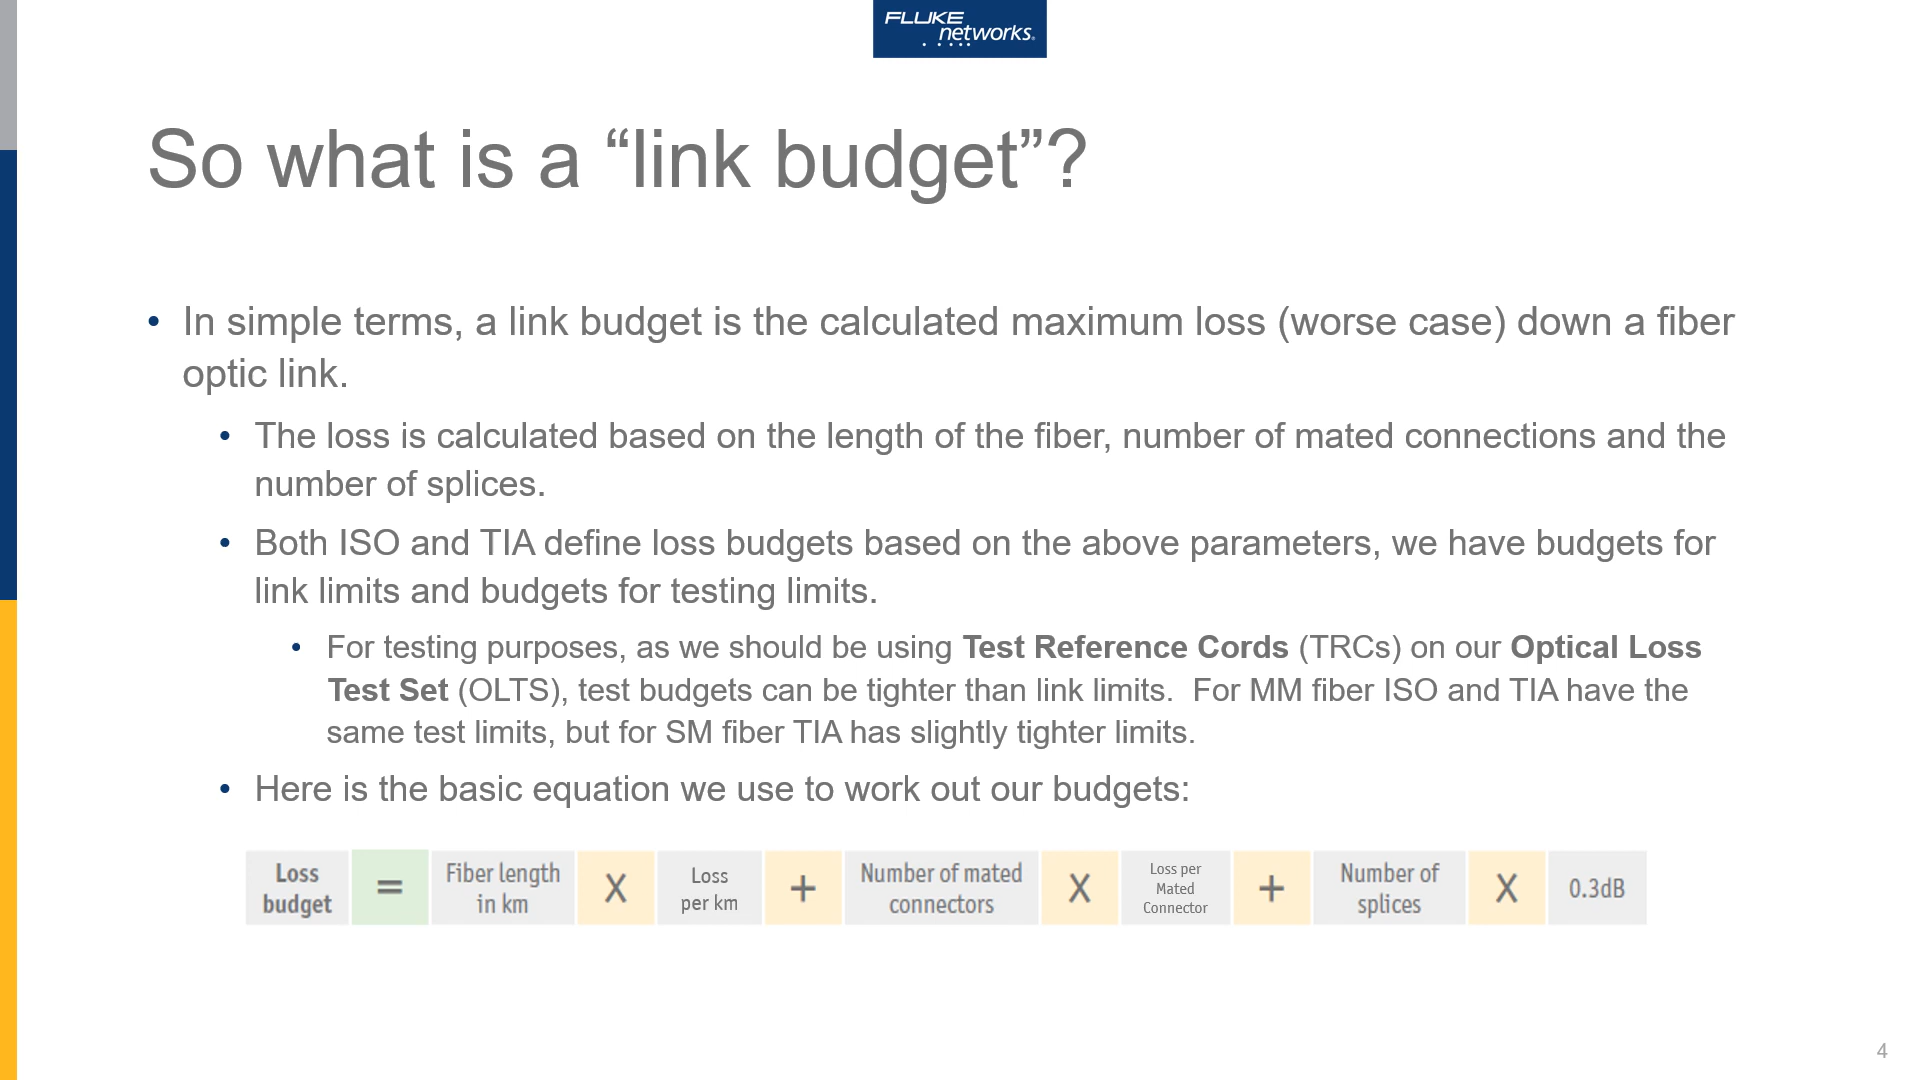 FLUKE
networks®
So what is a “link budget”?
• In simple terms, a link budget is the calculated maximum loss (worse case) down a fiber
optic link.
• The loss is calculated based on the length of the fiber, number of mated connections and the
number of splices.
• Both ISO and TIA define loss budgets based on the above parameters, we have budgets for
link limits and budgets for testing limits.
• For testing purposes, as we should be using Test Reference Cords (TRCs) on our Optical Loss
Test Set (OLTS), test budgets can be tighter than link limits.  For MM fiber ISO and TIA have the
same test limits, but for SM fiber TIA has slightly tighter limits.
• Here is the basic equation we use to work out our budgets:
Loss
budget
=
Fiber length
in km
X
Loss
per km
+
Number of mated
connectors
X
Loss per
Mated
Connector
+
Number of
splices
X
0.3dB
4